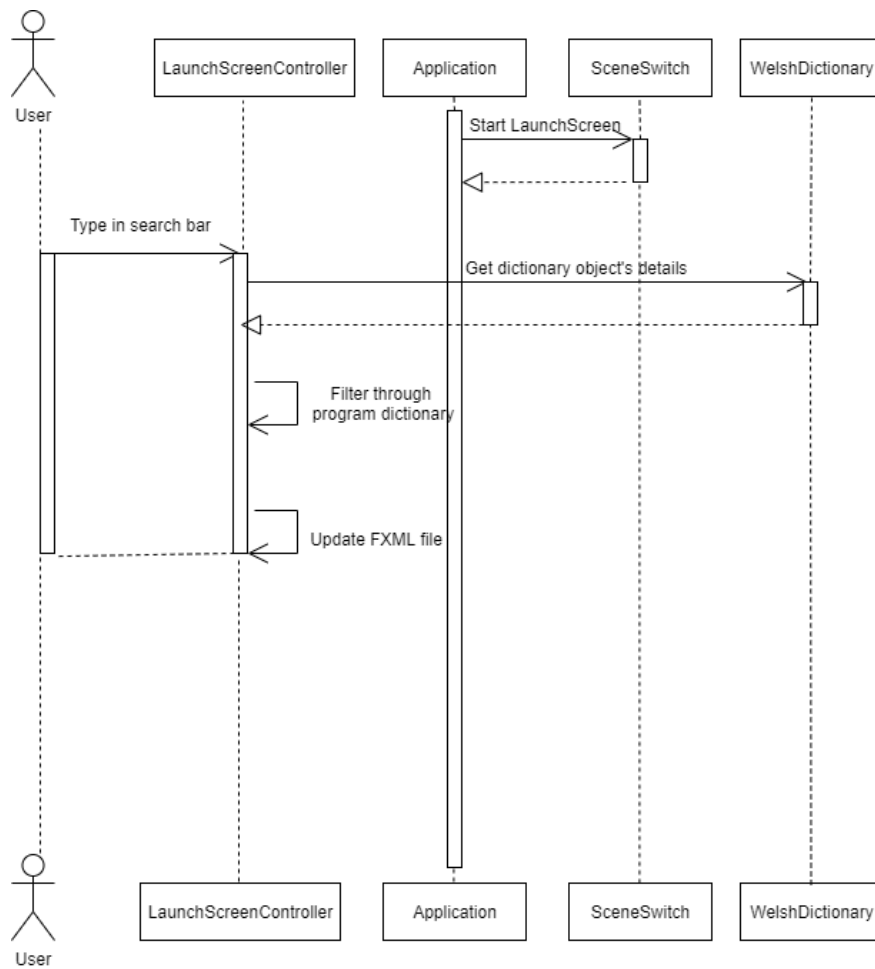 User
LaunchScreenController
Application
SceneSwitch
WelshDictionary
Start LaunchScreen
Type in search bar
Get dictionary object's details
Filter through
program dictionary
Update FXML file
User
LaunchScreenController
Application
SceneSwitch
WelshDictionary